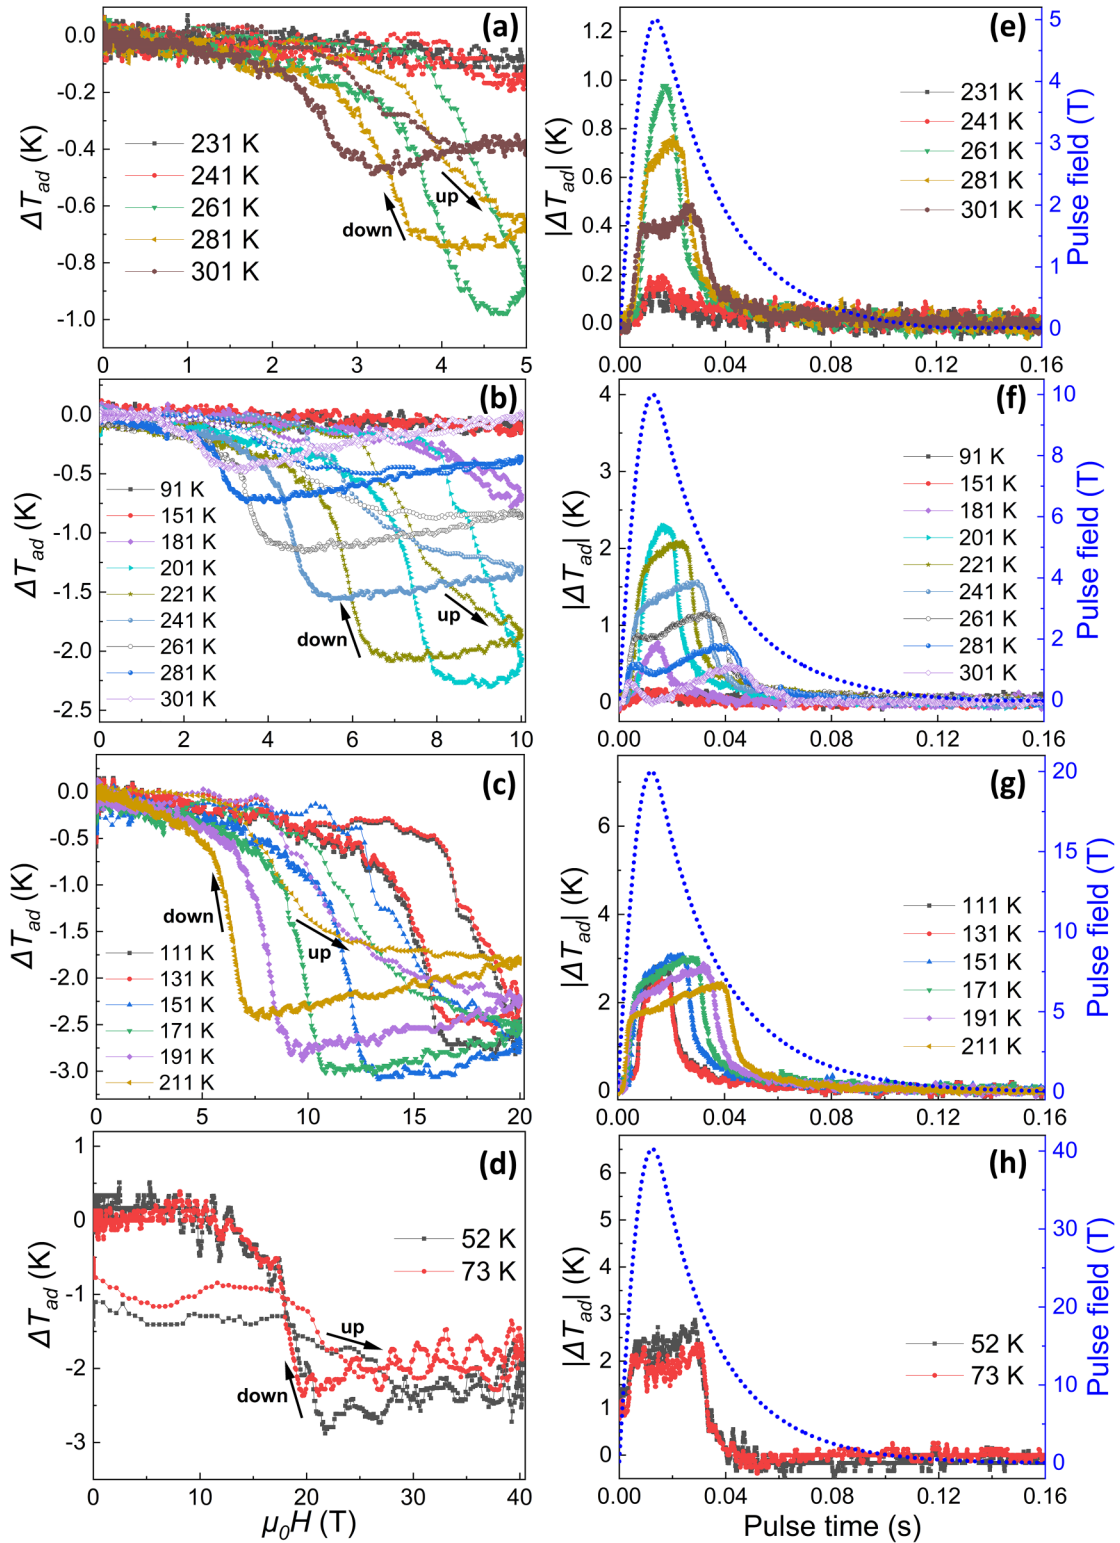 (a)
0.0
-0.2
-0.4
-0.6
-0.8
-1.0
ΔT_ad (K)
231 K
241 K
261 K
281 K
301 K
up
down
0 1 2 3 4 5
(e)
1.2
1.0
0.8
0.6
0.4
0.2
0.0
|ΔT_ad| (K)
231 K
241 K
261 K
281 K
301 K
5
4
3
2
1
0
Pulse field (T)
0.00 0.04 0.08 0.12 0.16
(b)
0.0
-0.5
-1.0
-1.5
-2.0
-2.5
ΔT_ad (K)
91 K
151 K
181 K
201 K
221 K
241 K
261 K
281 K
301 K
down
up
0 2 4 6 8 10
(f)
4
3
2
1
0
|ΔT_ad| (K)
91 K
151 K
181 K
201 K
221 K
241 K
261 K
281 K
301 K
10
8
6
4
2
0
Pulse field (T)
0.00 0.04 0.08 0.12 0.16
(c)
0.0
-0.5
-1.0
-1.5
-2.0
-2.5
-3.0
ΔT_ad (K)
down
up
111 K
131 K
151 K
171 K
191 K
211 K
0 5 10 15 20
(g)
6
4
2
0
|ΔT_ad| (K)
111 K
131 K
151 K
171 K
191 K
211 K
20
15
10
5
0
Pulse field (T)
0.00 0.04 0.08 0.12 0.16
(d)
1
0
-1
-2
-3
ΔT_ad (K)
52 K
73 K
up
down
0 10 20 30 40
μ₀H (T)
(h)
6
5
4
3
2
1
0
|ΔT_ad| (K)
52 K
73 K
40
30
20
10
0
Pulse field (T)
0.00 0.04 0.08 0.12 0.16
Pulse time (s)